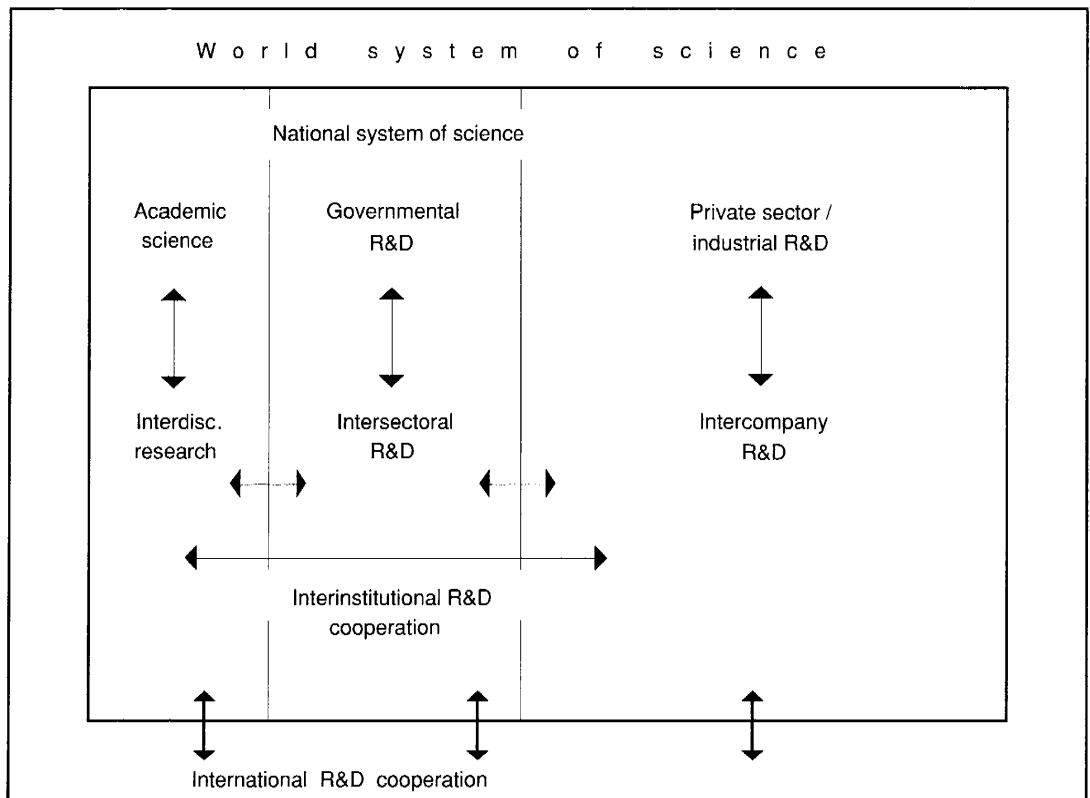 World system of science
National system of science
Academic
science
Governmental
R&D
Private sector /
industrial R&D
Interdisc.
research
Intersectoral
R&D
Intercompany
R&D
Interinstitutional R&D
cooperation
International R&D cooperation